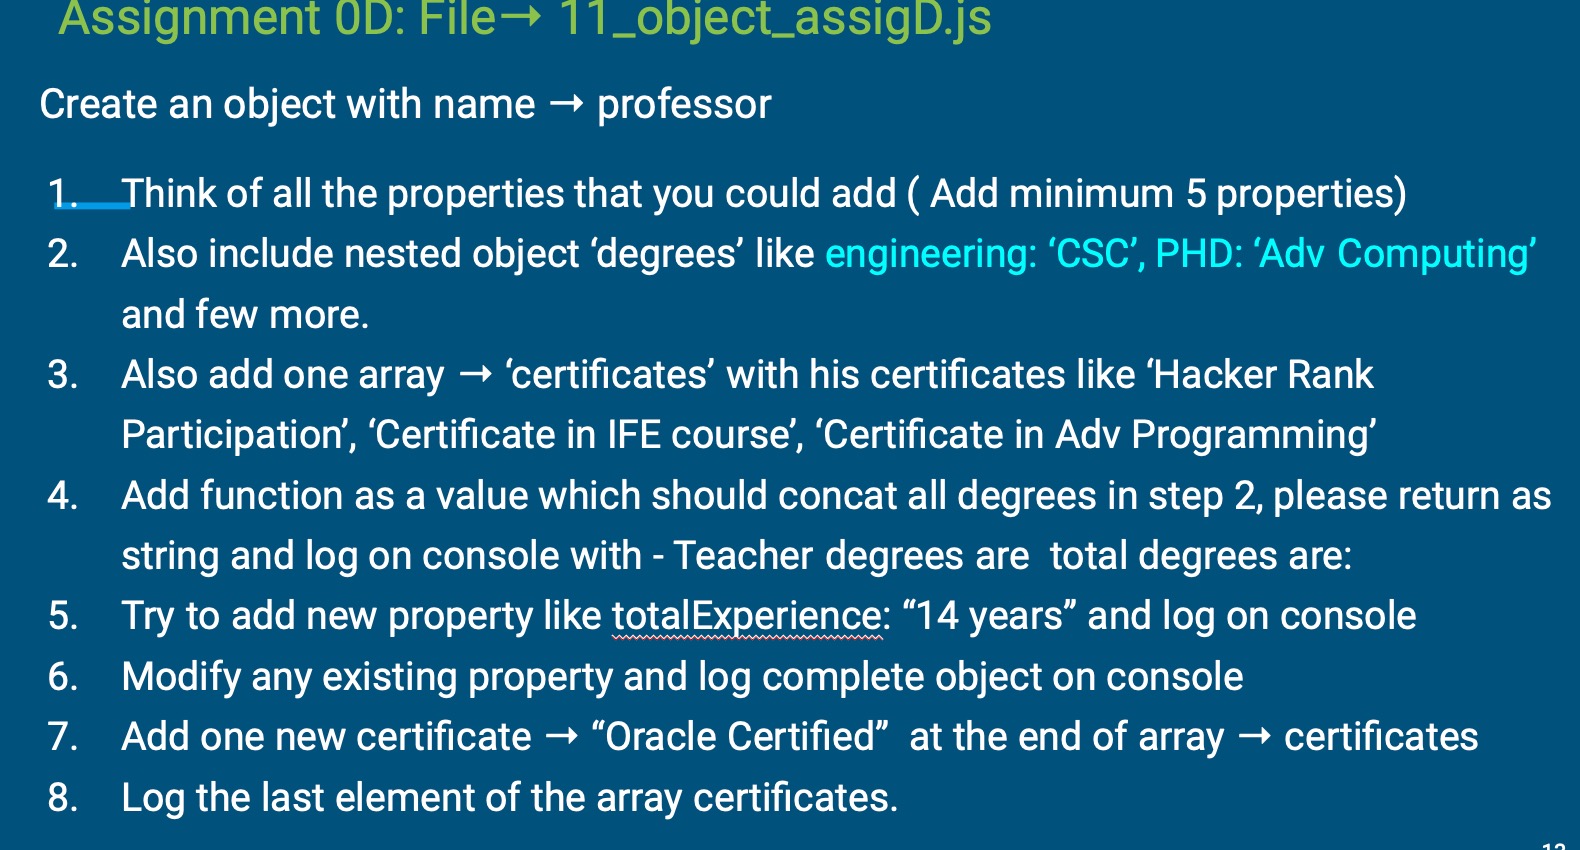 Assignment 0D: File→ 11_object_assigD.js
Create an object with name → professor
1. Think of all the properties that you could add ( Add minimum 5 properties)
2. Also include nested object ‘degrees’ like engineering: ‘CSC’, PHD: ‘Adv Computing’
and few more.
3. Also add one array → ‘certificates’ with his certificates like ‘Hacker Rank
Participation’, ‘Certificate in IFE course’, ‘Certificate in Adv Programming’
4. Add function as a value which should concat all degrees in step 2, please return as
string and log on console with - Teacher degrees are  total degrees are:
5. Try to add new property like totalExperience: “14 years” and log on console
6. Modify any existing property and log complete object on console
7. Add one new certificate → “Oracle Certified”  at the end of array → certificates
8. Log the last element of the array certificates.